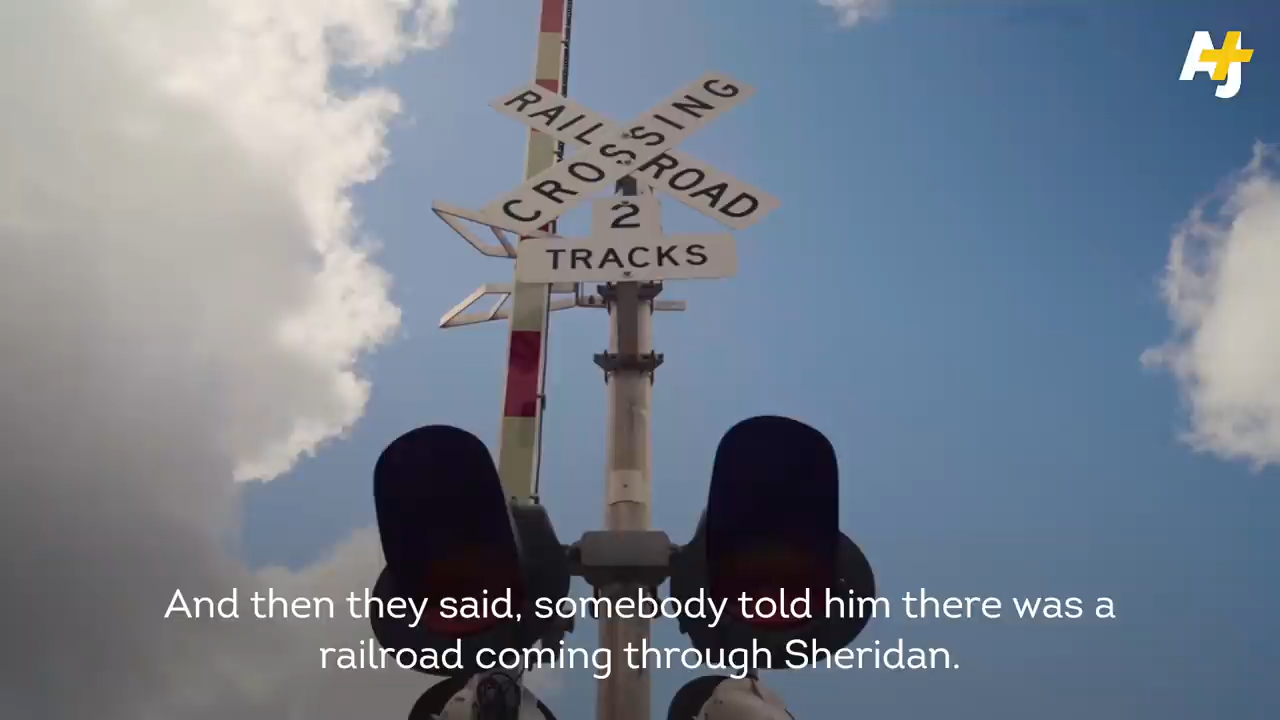 AJ+
RAILROAD
CROSSING
2
TRACKS
And then they said, somebody told him there was a
railroad coming through Sheridan.